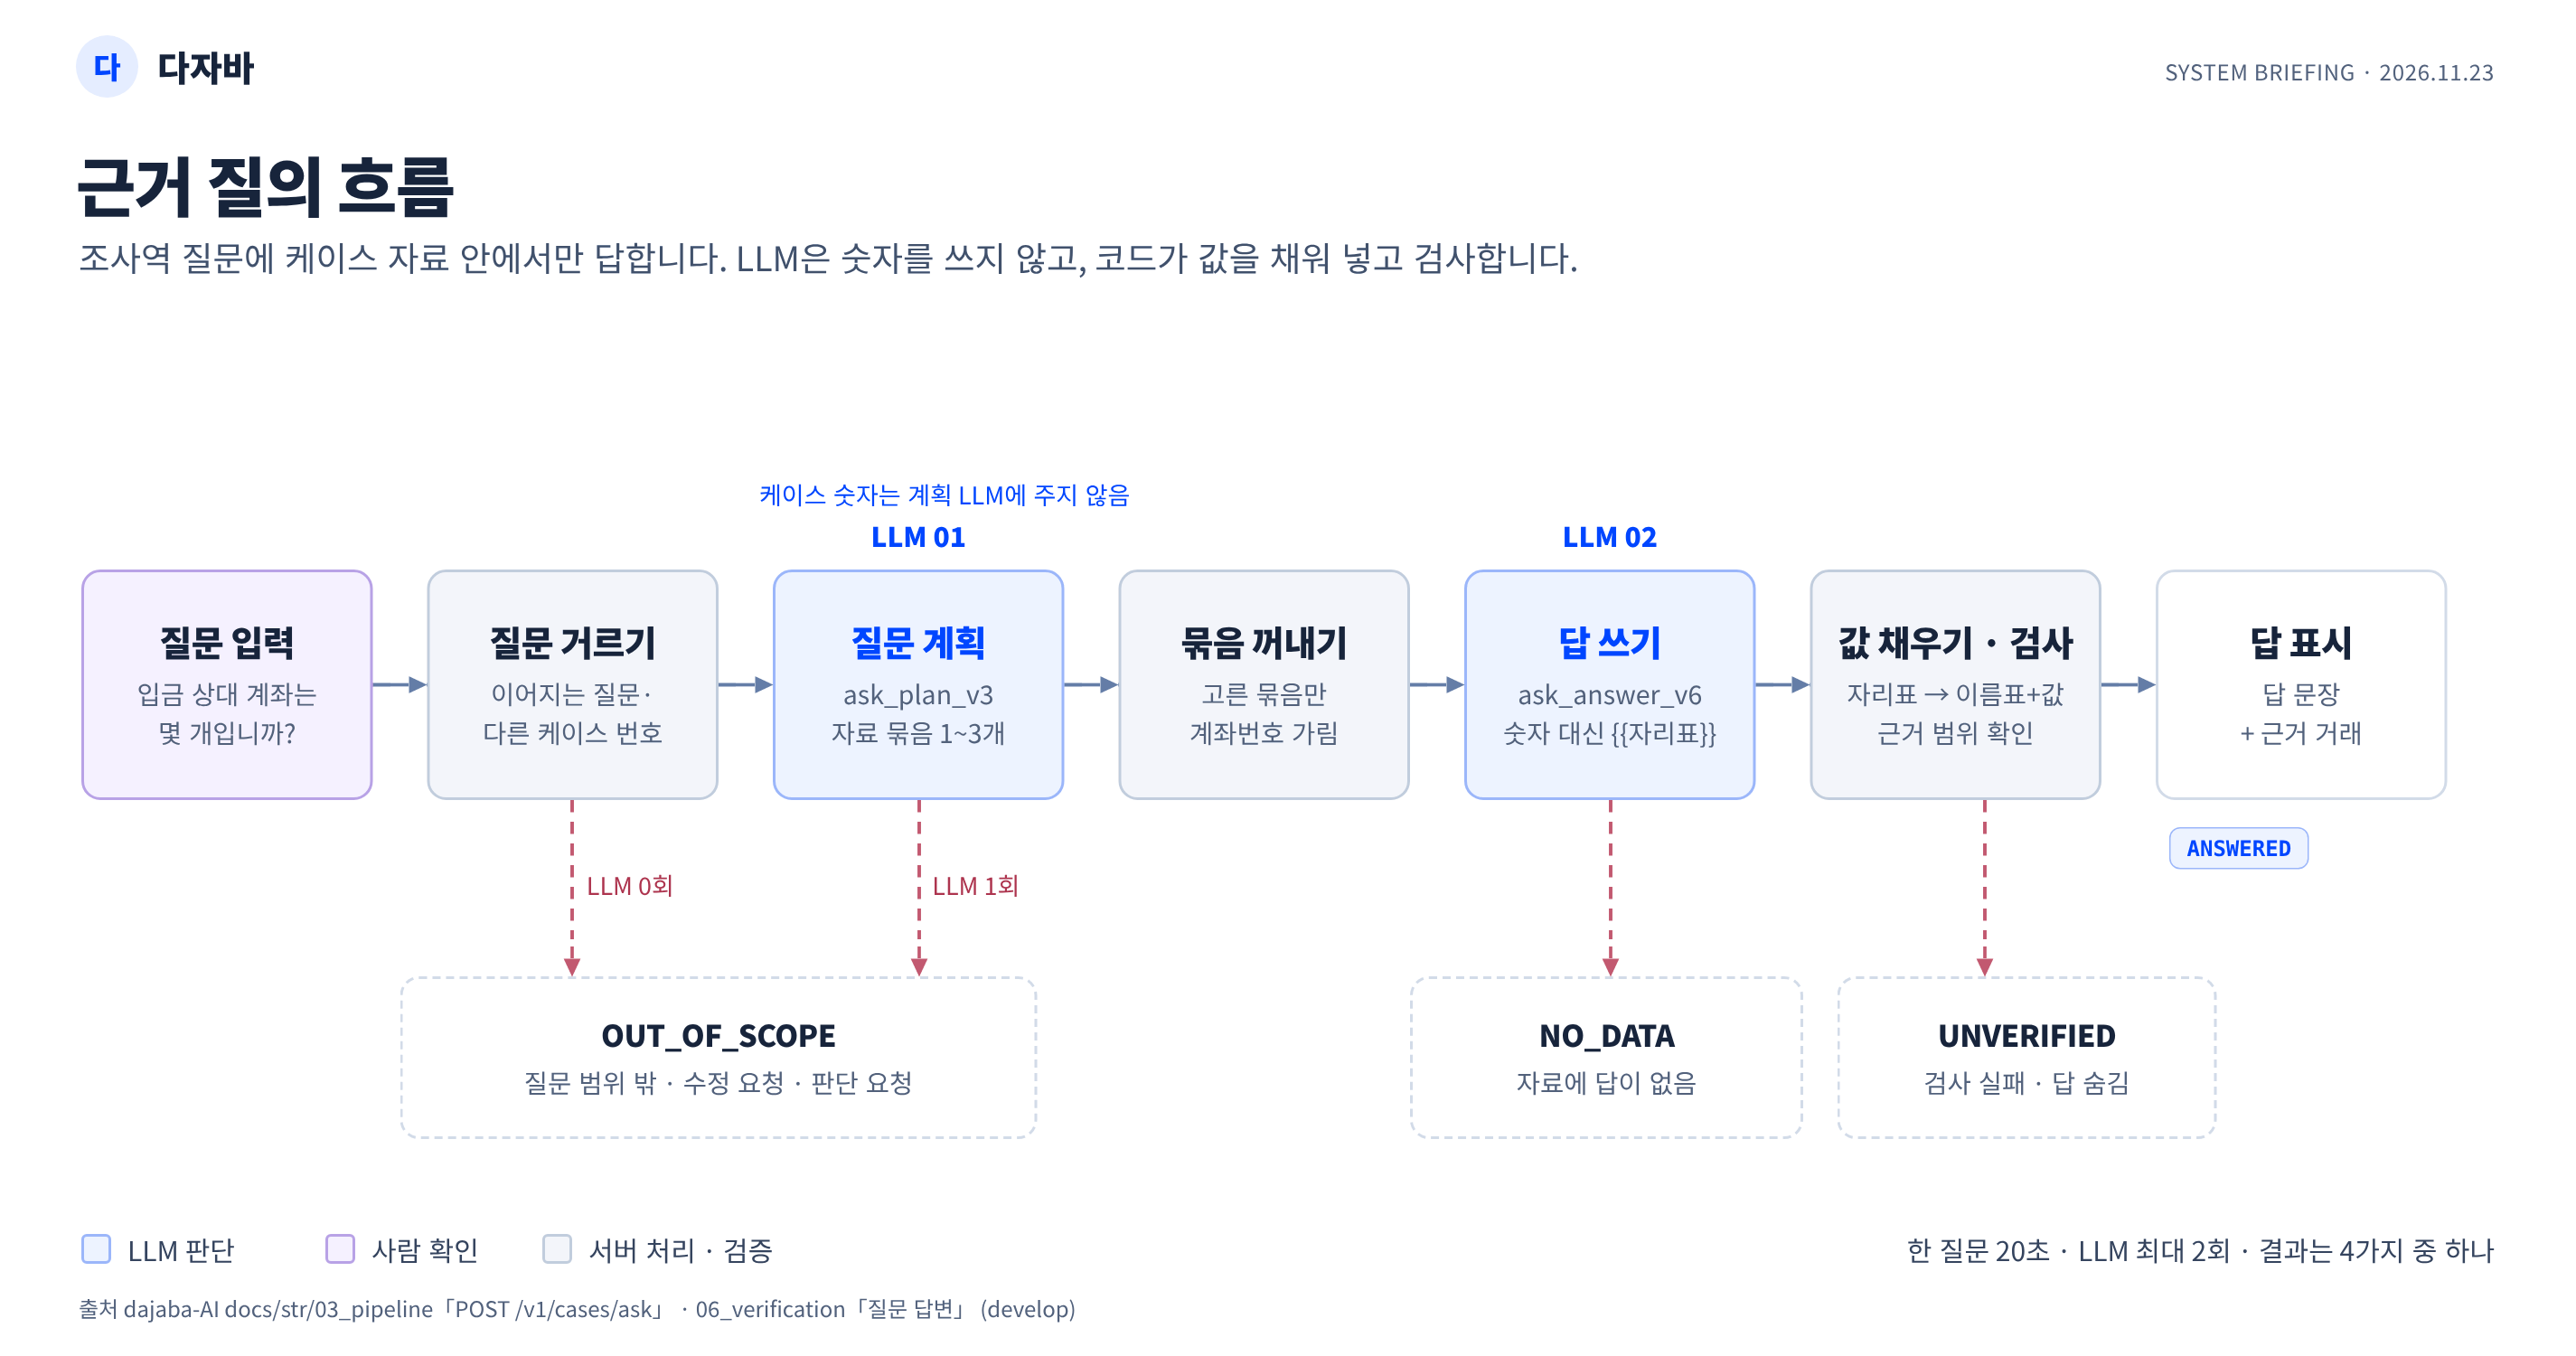 다 다자바
SYSTEM BRIEFING · 2026.11.23
근거 질의 흐름
조사역 질문에 케이스 자료 안에서만 답합니다. LLM은 숫자를 쓰지 않고, 코드가 값을 채워 넣고 검사합니다.
케이스 숫자는 계획 LLM에 주지 않음
LLM 01
LLM 02
질문 입력
입금 상대 계좌는
몇 개입니까?
질문 거르기
이어지는 질문·
다른 케이스 번호
질문 계획
ask_plan_v3
자료 묶음 1~3개
묶음 꺼내기
고른 묶음만
계좌번호 가림
답 쓰기
ask_answer_v6
숫자 대신 {{자리표}}
값 채우기 · 검사
자리표 → 이름표+값
근거 범위 확인
답 표시
답 문장
+ 근거 거래
ANSWERED
LLM 0회
LLM 1회
OUT_OF_SCOPE
질문 범위 밖 · 수정 요청 · 판단 요청
NO_DATA
자료에 답이 없음
UNVERIFIED
검사 실패 · 답 숨김
LLM 판단
사람 확인
서버 처리 · 검증
한 질문 20초 · LLM 최대 2회 · 결과는 4가지 중 하나
출처 dajaba-AI docs/str/03_pipeline「POST /v1/cases/ask」 · 06_verification「질문 답변」 (develop)